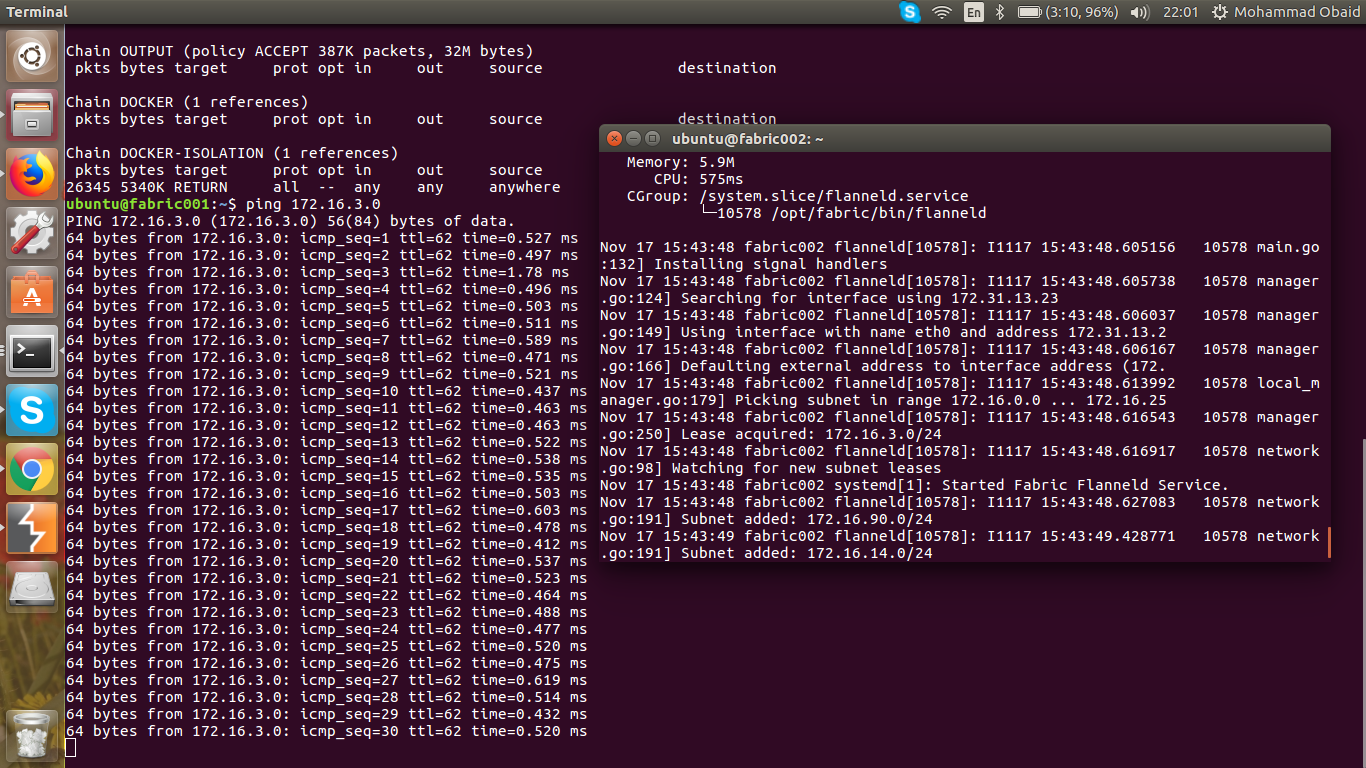 Terminal
En
(3:10, 96%)
22:01
Mohammad Obaid
Chain OUTPUT (policy ACCEPT 387K packets, 32M bytes)
pkts bytes target prot opt in out source destination
Chain DOCKER (1 references)
pkts bytes target prot opt in out source destination
Chain DOCKER-ISOLATION (1 references)
pkts bytes target prot opt in out source
26345 5340K RETURN all -- any any anywhere
ubuntu@fabric001:~$ ping 172.16.3.0
PING 172.16.3.0 (172.16.3.0) 56(84) bytes of data.
64 bytes from 172.16.3.0: icmp_seq=1 ttl=62 time=0.527 ms
64 bytes from 172.16.3.0: icmp_seq=2 ttl=62 time=0.497 ms
64 bytes from 172.16.3.0: icmp_seq=3 ttl=62 time=1.78 ms
64 bytes from 172.16.3.0: icmp_seq=4 ttl=62 time=0.496 ms
64 bytes from 172.16.3.0: icmp_seq=5 ttl=62 time=0.503 ms
64 bytes from 172.16.3.0: icmp_seq=6 ttl=62 time=0.511 ms
64 bytes from 172.16.3.0: icmp_seq=7 ttl=62 time=0.589 ms
64 bytes from 172.16.3.0: icmp_seq=8 ttl=62 time=0.471 ms
64 bytes from 172.16.3.0: icmp_seq=9 ttl=62 time=0.521 ms
64 bytes from 172.16.3.0: icmp_seq=10 ttl=62 time=0.437 ms
64 bytes from 172.16.3.0: icmp_seq=11 ttl=62 time=0.463 ms
64 bytes from 172.16.3.0: icmp_seq=12 ttl=62 time=0.463 ms
64 bytes from 172.16.3.0: icmp_seq=13 ttl=62 time=0.522 ms
64 bytes from 172.16.3.0: icmp_seq=14 ttl=62 time=0.538 ms
64 bytes from 172.16.3.0: icmp_seq=15 ttl=62 time=0.535 ms
64 bytes from 172.16.3.0: icmp_seq=16 ttl=62 time=0.503 ms
64 bytes from 172.16.3.0: icmp_seq=17 ttl=62 time=0.603 ms
64 bytes from 172.16.3.0: icmp_seq=18 ttl=62 time=0.478 ms
64 bytes from 172.16.3.0: icmp_seq=19 ttl=62 time=0.412 ms
64 bytes from 172.16.3.0: icmp_seq=20 ttl=62 time=0.537 ms
64 bytes from 172.16.3.0: icmp_seq=21 ttl=62 time=0.523 ms
64 bytes from 172.16.3.0: icmp_seq=22 ttl=62 time=0.464 ms
64 bytes from 172.16.3.0: icmp_seq=23 ttl=62 time=0.488 ms
64 bytes from 172.16.3.0: icmp_seq=24 ttl=62 time=0.477 ms
64 bytes from 172.16.3.0: icmp_seq=25 ttl=62 time=0.520 ms
64 bytes from 172.16.3.0: icmp_seq=26 ttl=62 time=0.475 ms
64 bytes from 172.16.3.0: icmp_seq=27 ttl=62 time=0.619 ms
64 bytes from 172.16.3.0: icmp_seq=28 ttl=62 time=0.514 ms
64 bytes from 172.16.3.0: icmp_seq=29 ttl=62 time=0.432 ms
64 bytes from 172.16.3.0: icmp_seq=30 ttl=62 time=0.520 ms
ubuntu@fabric002: ~
Memory: 5.9M
CPU: 575ms
CGroup: /system.slice/flanneld.service
└─10578 /opt/fabric/bin/flanneld
Nov 17 15:43:48 fabric002 flanneld[10578]: I1117 15:43:48.605156 10578 main.go
:132] Installing signal handlers
Nov 17 15:43:48 fabric002 flanneld[10578]: I1117 15:43:48.605738 10578 manager
.go:124] Searching for interface using 172.31.13.23
Nov 17 15:43:48 fabric002 flanneld[10578]: I1117 15:43:48.606037 10578 manager
.go:149] Using interface with name eth0 and address 172.31.13.2
Nov 17 15:43:48 fabric002 flanneld[10578]: I1117 15:43:48.606167 10578 manager
.go:166] Defaulting external address to interface address (172.
Nov 17 15:43:48 fabric002 flanneld[10578]: I1117 15:43:48.613992 10578 local_m
anager.go:179] Picking subnet in range 172.16.0.0 ... 172.16.25
Nov 17 15:43:48 fabric002 flanneld[10578]: I1117 15:43:48.616543 10578 manager
.go:250] Lease acquired: 172.16.3.0/24
Nov 17 15:43:48 fabric002 flanneld[10578]: I1117 15:43:48.616917 10578 network
.go:98] Watching for new subnet leases
Nov 17 15:43:48 fabric002 systemd[1]: Started Fabric Flanneld Service.
Nov 17 15:43:48 fabric002 flanneld[10578]: I1117 15:43:48.627083 10578 network
.go:191] Subnet added: 172.16.90.0/24
Nov 17 15:43:49 fabric002 flanneld[10578]: I1117 15:43:49.428771 10578 network
.go:191] Subnet added: 172.16.14.0/24